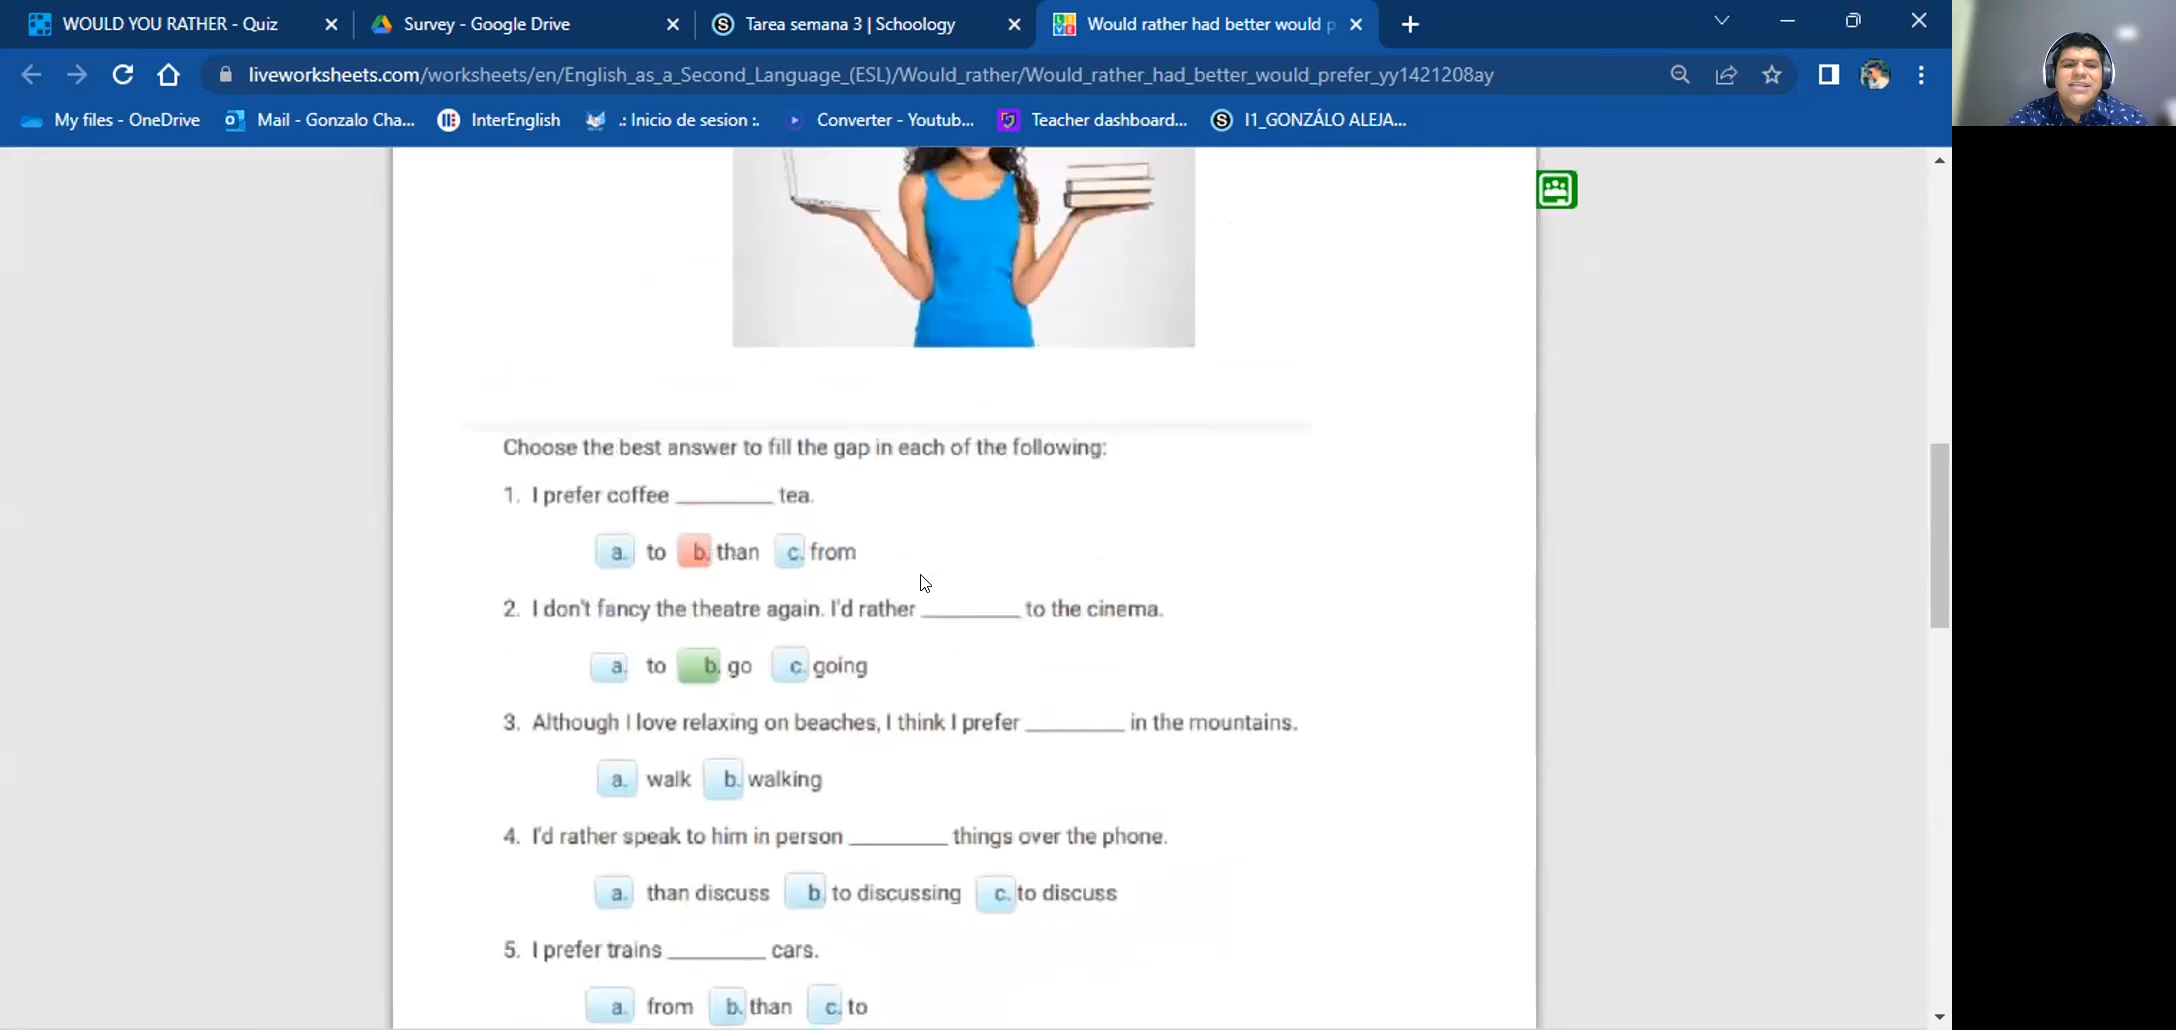 WOULD YOU RATHER - Quiz
Survey - Google Drive
Tarea semana 3 | Schoology
Would rather had better would p
liveworksheets.com/worksheets/en/English_as_a_Second_Language_(ESL)/Would_rather/Would_rather_had_better_would_prefer_yy1421208ay
My files - OneDrive
Mail - Gonzalo Cha...
InterEnglish
.: Inicio de sesion :.
Converter - Youtub...
Teacher dashboard...
I1_GONZÁLO ALEJA...
Choose the best answer to fill the gap in each of the following:
1. I prefer coffee __________ tea.
a. to b. than c. from
2. I don't fancy the theatre again. I'd rather __________ to the cinema.
a. to b. go c. going
3. Although I love relaxing on beaches, I think I prefer __________ in the mountains.
a. walk b. walking
4. I'd rather speak to him in person __________ things over the phone.
a. than discuss b. to discussing c. to discuss
5. I prefer trains __________ cars.
a. from b. than c. to